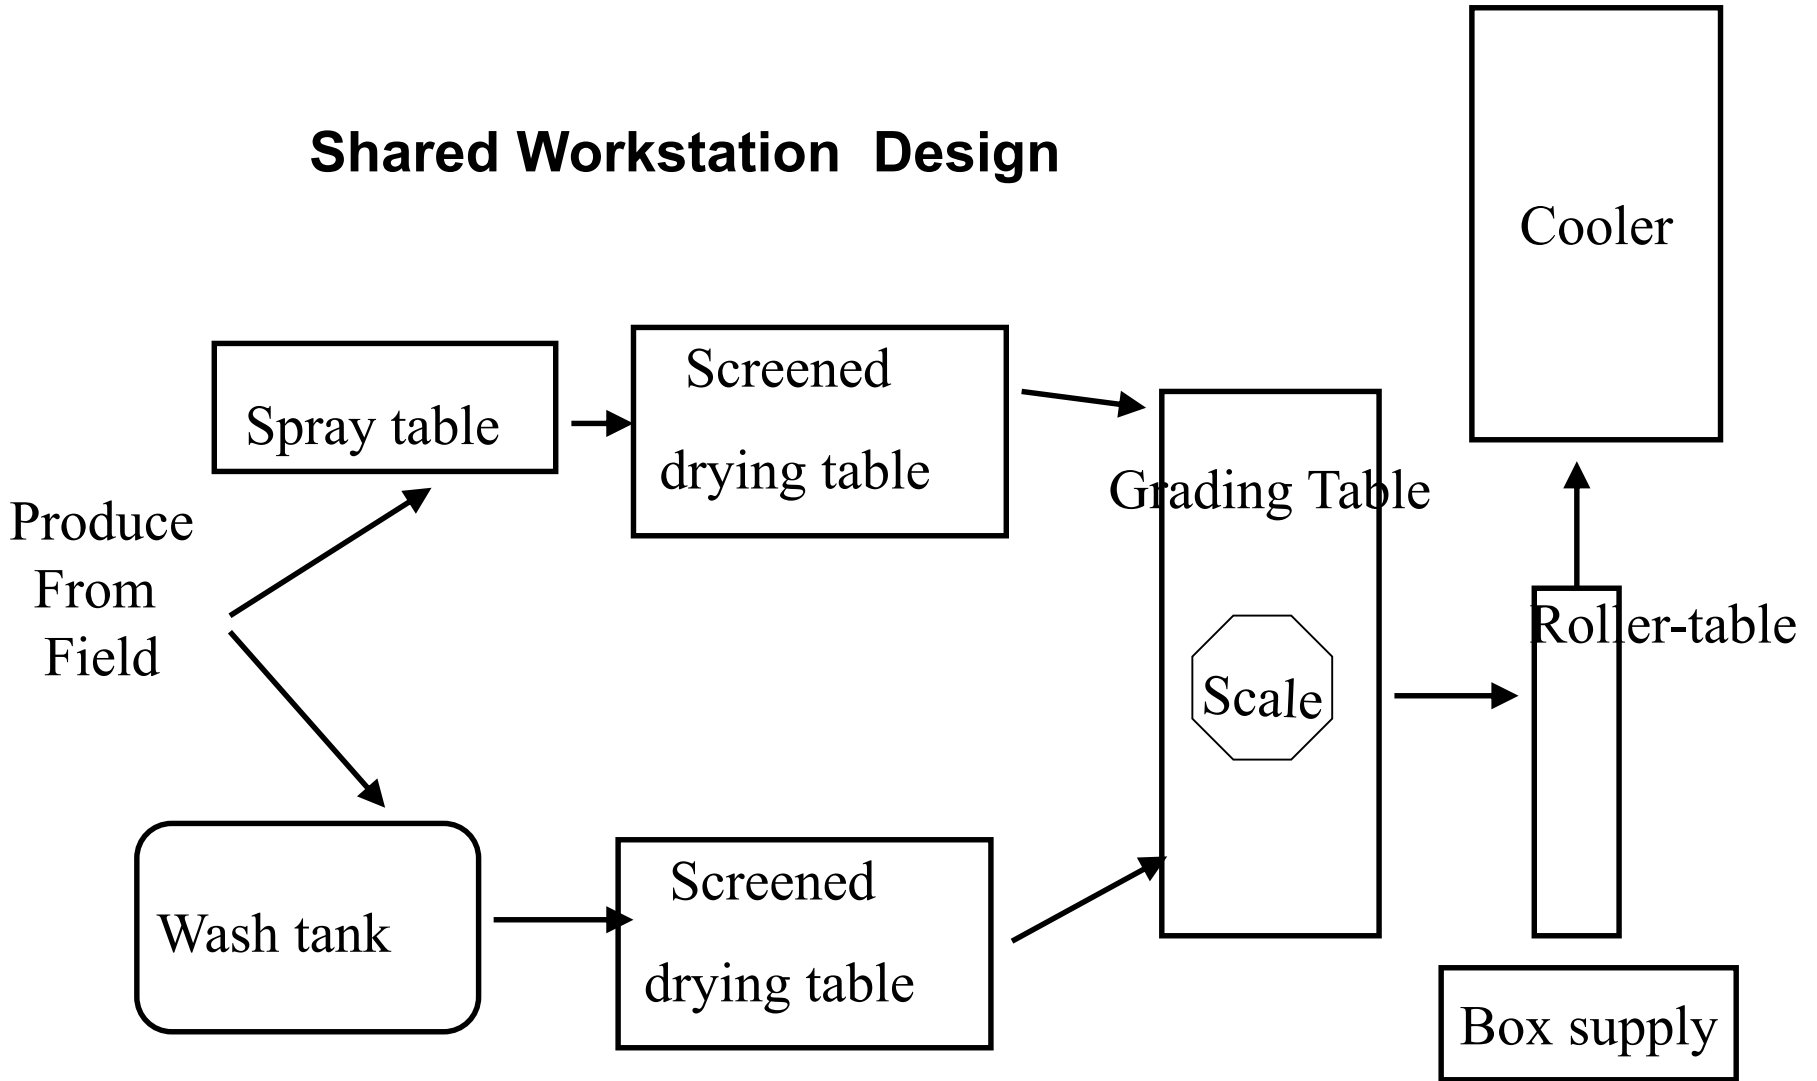 Shared Workstation Design
Cooler
Spray table
Screened
drying table
Grading Table
Produce
From
Field
Scale
Roller-table
Wash tank
Screened
drying table
Box supply